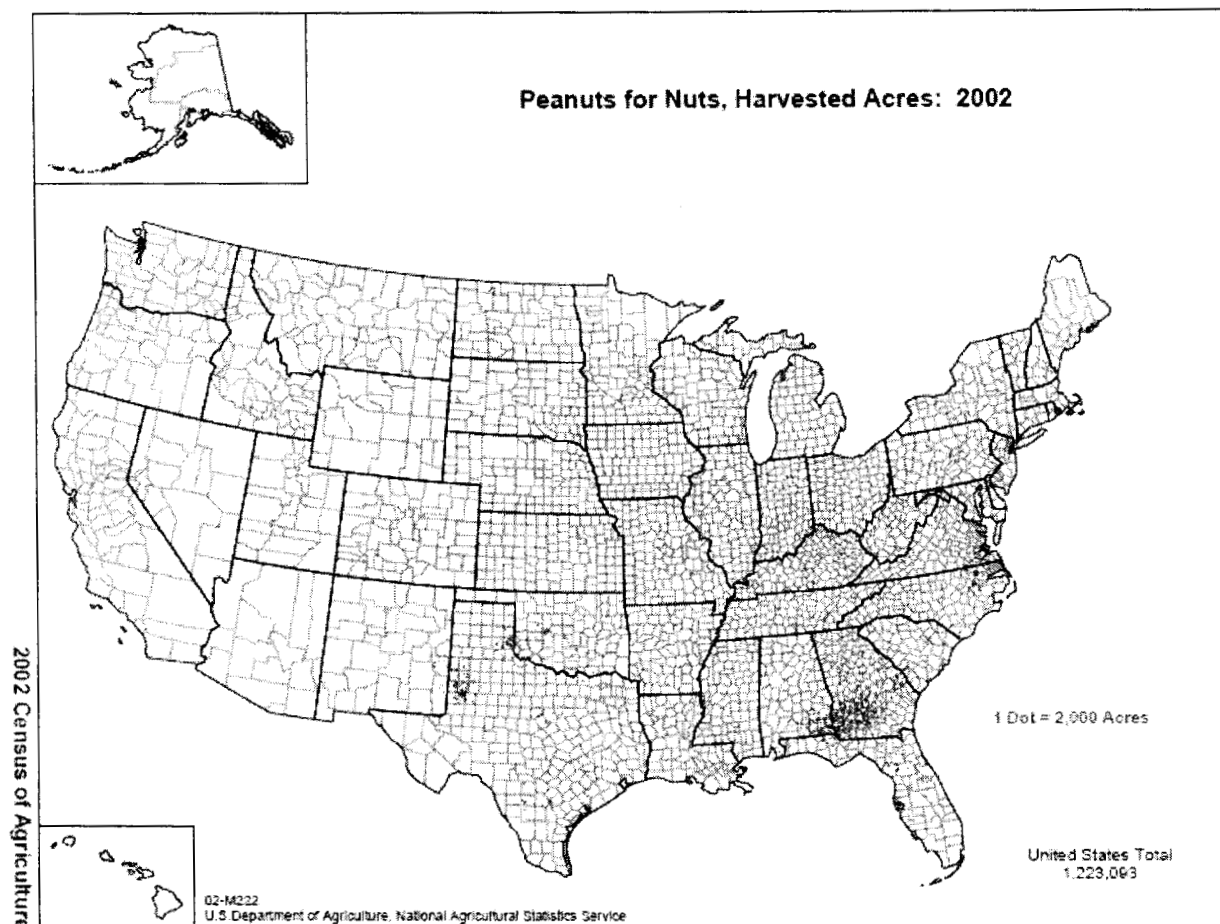 Peanuts for Nuts, Harvested Acres: 2002
1 Dot = 2,000 Acres
United States Total
1,223,093
02-M222
U.S. Department of Agriculture, National Agricultural Statistics Service
2002 Census of Agriculture